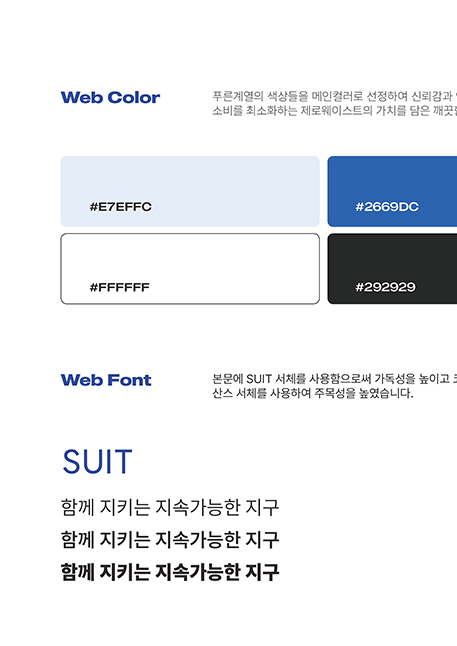 Web Color
푸른계열의 색상들을 메인컬러로 선정하여 신뢰감과
소비를 최소화하는 제로웨이스트의 가치를 담은
#E7EFFC
#2669DC
#FFFFFF
#292929
Web Font
본문에 SUIT 서체를 사용함으로써 가독성을 높이고
산스 서체를 사용하여 주목성을 높였습니다.
SUIT
함께 지키는 지속가능한 지구
함께 지키는 지속가능한 지구
함께 지키는 지속가능한 지구